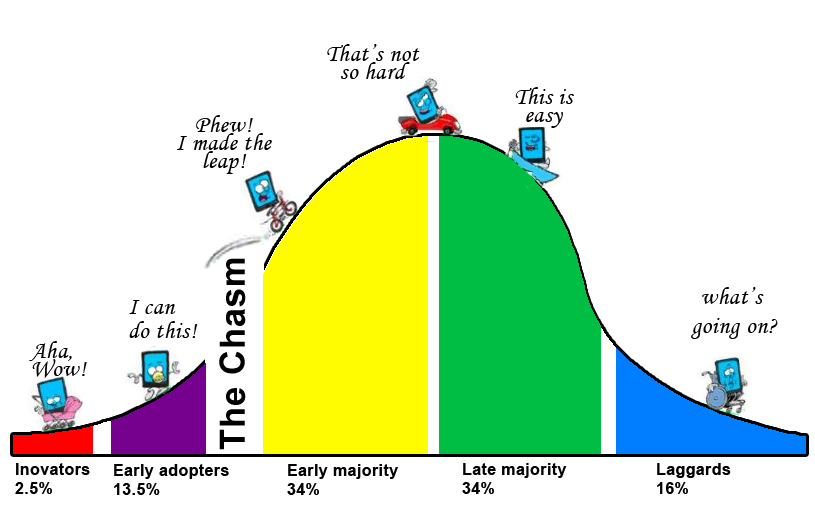 That's not
so hard
This is
easy
Phew!
I made the
leap!
I can
do this!
Aha,
Wow!
what's
going on?
The Chasm
Inovators
2.5%
Early adopters
13.5%
Early majority
34%
Late majority
34%
Laggards
16%